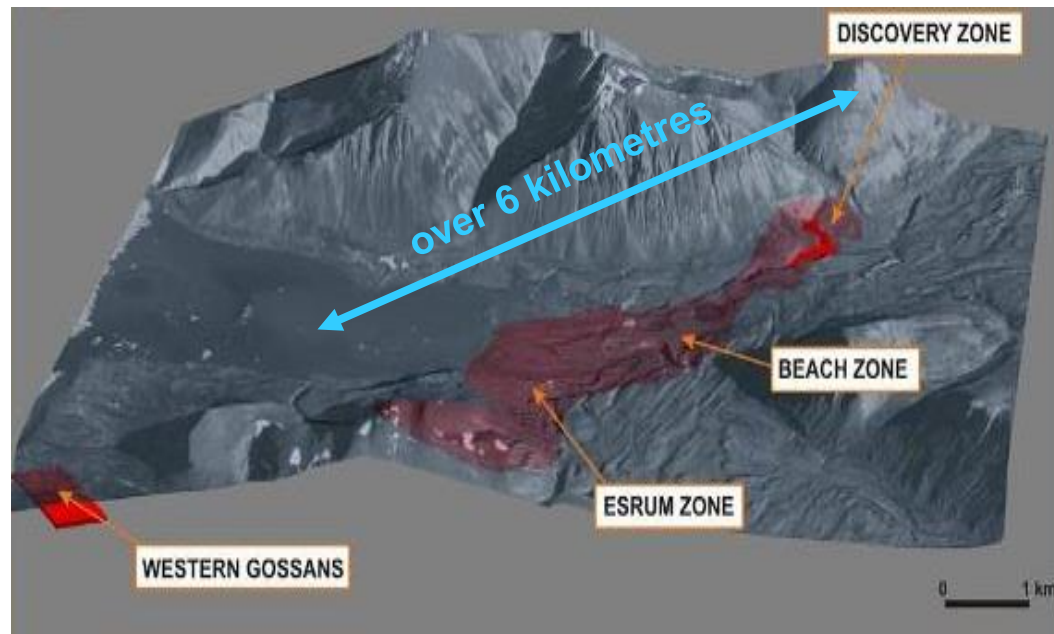 DISCOVERY ZONE
over 6 kilometres
BEACH ZONE
ESRUM ZONE
WESTERN GOSSANS
0 1 km